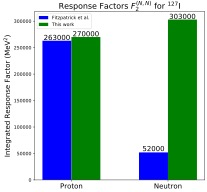 Response Factors F₂^(N,N) for ¹²⁷I
Integrated Response Factor (MeV²)
Fitzpatrick et al.
This work
300000
250000
200000
150000
100000
50000
0
263000
270000
52000
303000
Proton
Neutron